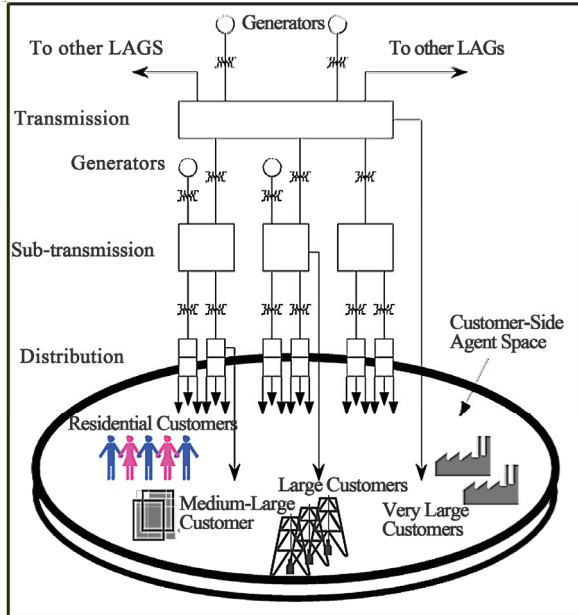 Generators
To other LAGS
To other LAGs
Transmission
Generators
Sub-transmission
Customer-Side
Agent Space
Distribution
Residential Customers
Large Customers
Medium-Large
Customer
Very Large
Customers